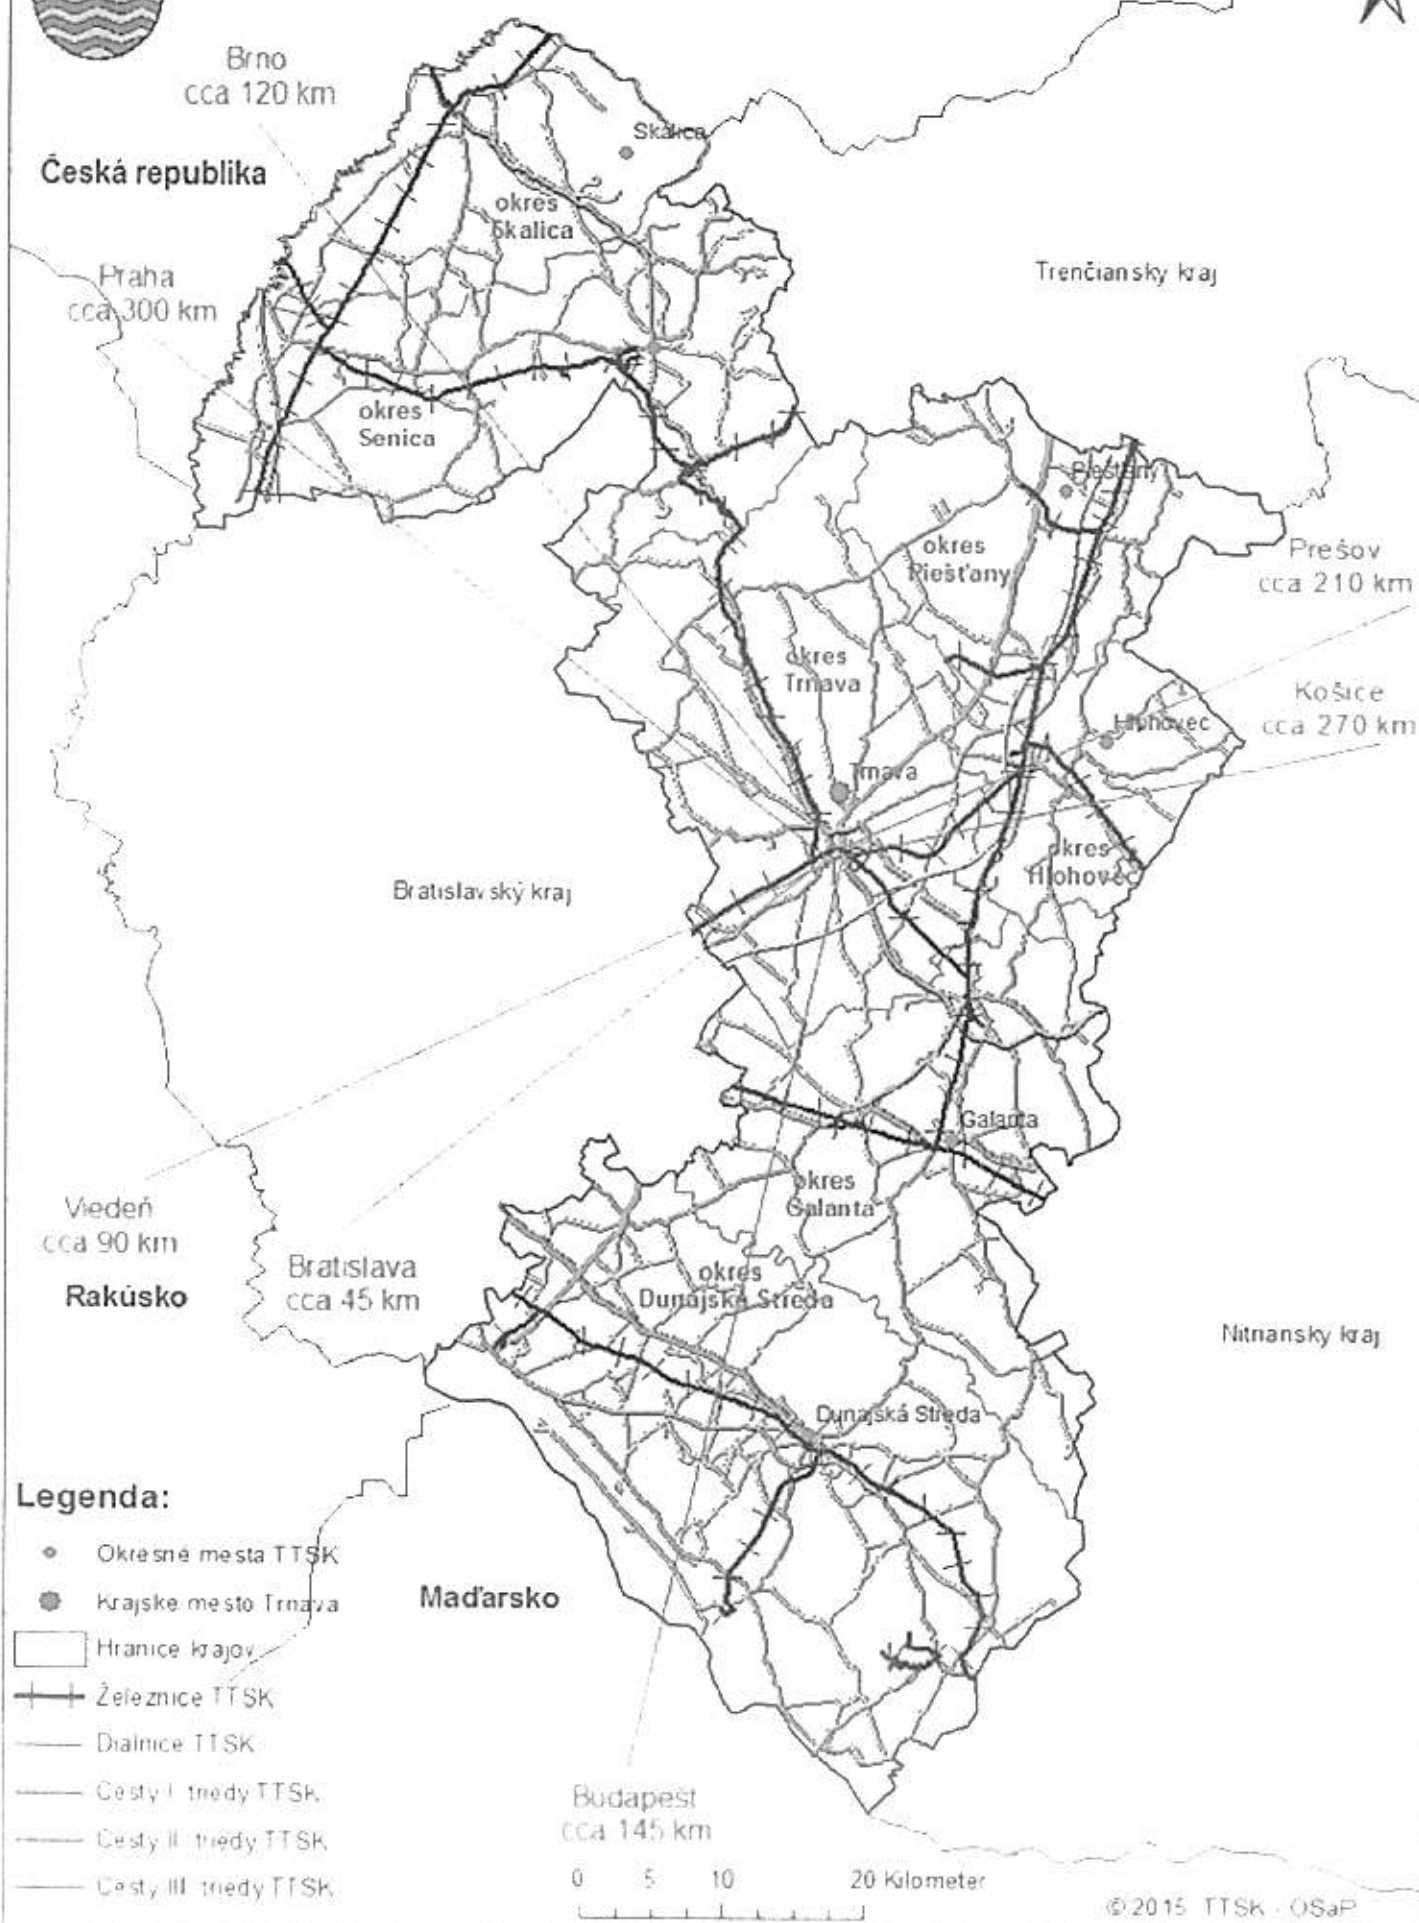 Brno
cca 120 km
Skalica
Česká republika
okres
Skalica
Praha
cca 300 km
Trenčiansky kraj
okres
Senica
Piešťany
okres
Piešťany
Prešov
cca 210 km
okres
Trnava
Košice
cca 270 km
Hlohovec
Trnava
okres
Hlohovec
Bratislavský kraj
Galanta
okres
Galanta
Viedeň
cca 90 km
Bratislava
cca 45 km
Rakúsko
okres
Dunajská Streda
Nitriansky kraj
Dunajská Streda
Legenda:
Okresné mesta TTSK
Krajske mesto Trnava
Hranice krajov
Železnice TTSK
Dialnice TTSK
Cesty I. triedy TTSK
Cesty II. triedy TTSK
Cesty III. triedy TTSK
Maďarsko
Budapešt
cca 145 km
0 5 10 20 Kilometer
© 2015 TTSK - OSaP